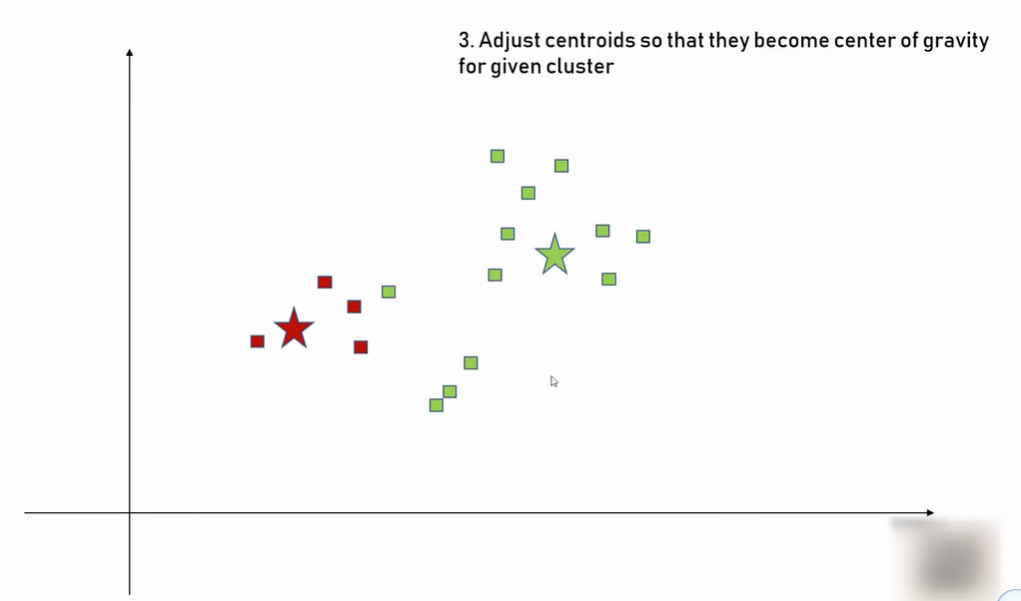 3. Adjust centroids so that they become center of gravity
for given cluster